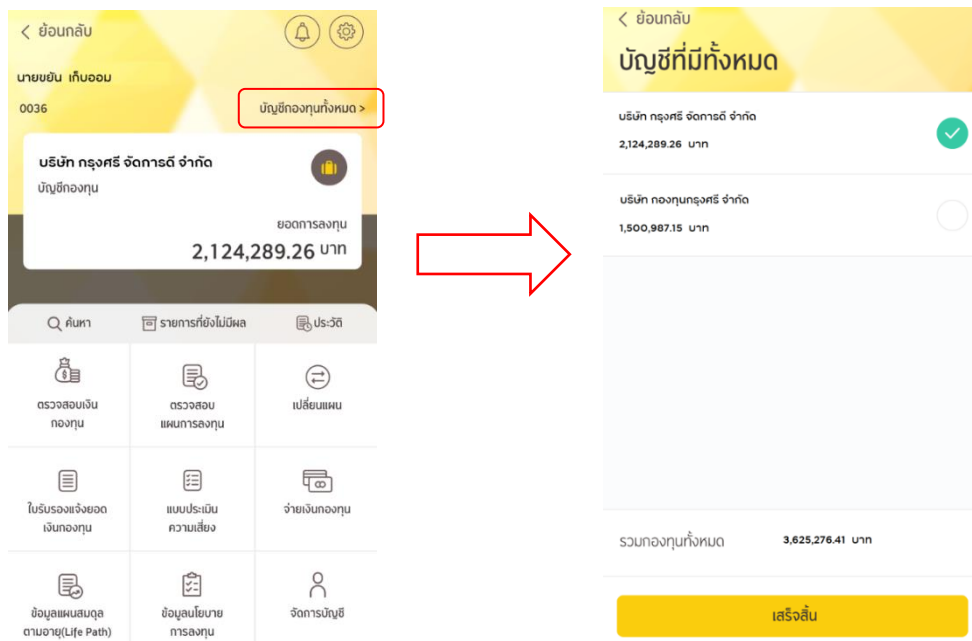 ย้อนกลับ
นายขยัน เก็บออม
0036
บัญชีกองทุนทั้งหมด >
บริษัท กรุงศรี จัดการดี จำกัด
บัญชีกองทุน
ยอดการลงทุน
2,124,289.26 บาท
ค้นหา
รายการที่ยังไม่มีผล
ประวัติ
ตรวจสอบเงิน
กองทุน
ตรวจสอบ
แผนการลงทุน
เปลี่ยนแผน
ใบรับรองแจ้งยอด
เงินกองทุน
แบบประเมิน
ความเสี่ยง
จ่ายเงินกองทุน
ข้อมูลแผนสมดุล
ตามอายุ(Life Path)
ข้อมูลนโยบาย
การลงทุน
จัดการบัญชี
ย้อนกลับ
บัญชีที่มีทั้งหมด
บริษัท กรุงศรี จัดการดี จำกัด
2,124,289.26 บาท
บริษัท กองทุนกรุงศรี จำกัด
1,500,987.15 บาท
รวมกองทุนทั้งหมด 3,625,276.41 บาท
เสร็จสิ้น